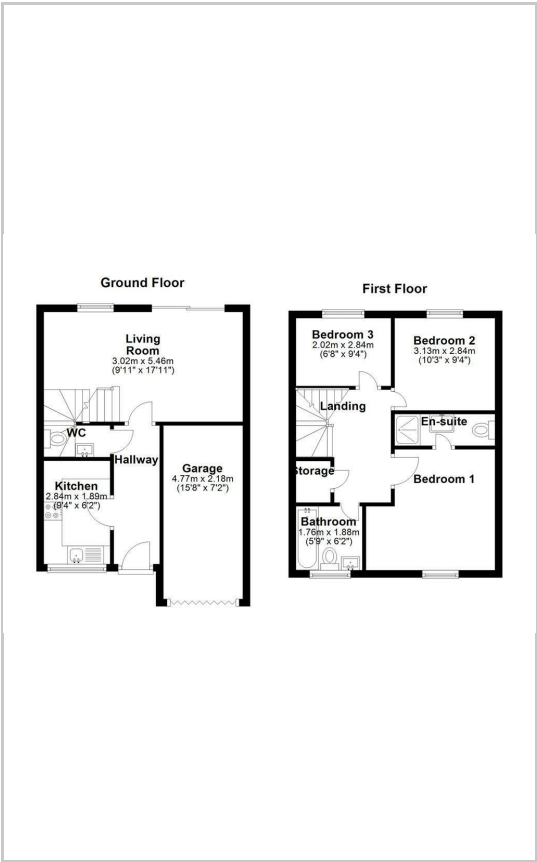 Ground Floor
Living
Room
3.02m x 5.46m
(9'11" x 17'11")
WC
Hallway
Garage
4.77m x 2.18m
(15'8" x 7'2")
Kitchen
2.84m x 1.89m
(9'4" x 6'2")
First Floor
Bedroom 3
2.02m x 2.84m
(6'8" x 9'4")
Bedroom 2
3.13m x 2.84m
(10'3" x 9'4")
Landing
En-suite
Storage
Bedroom 1
Bathroom
1.76m x 1.88m
(5'9" x 6'2")